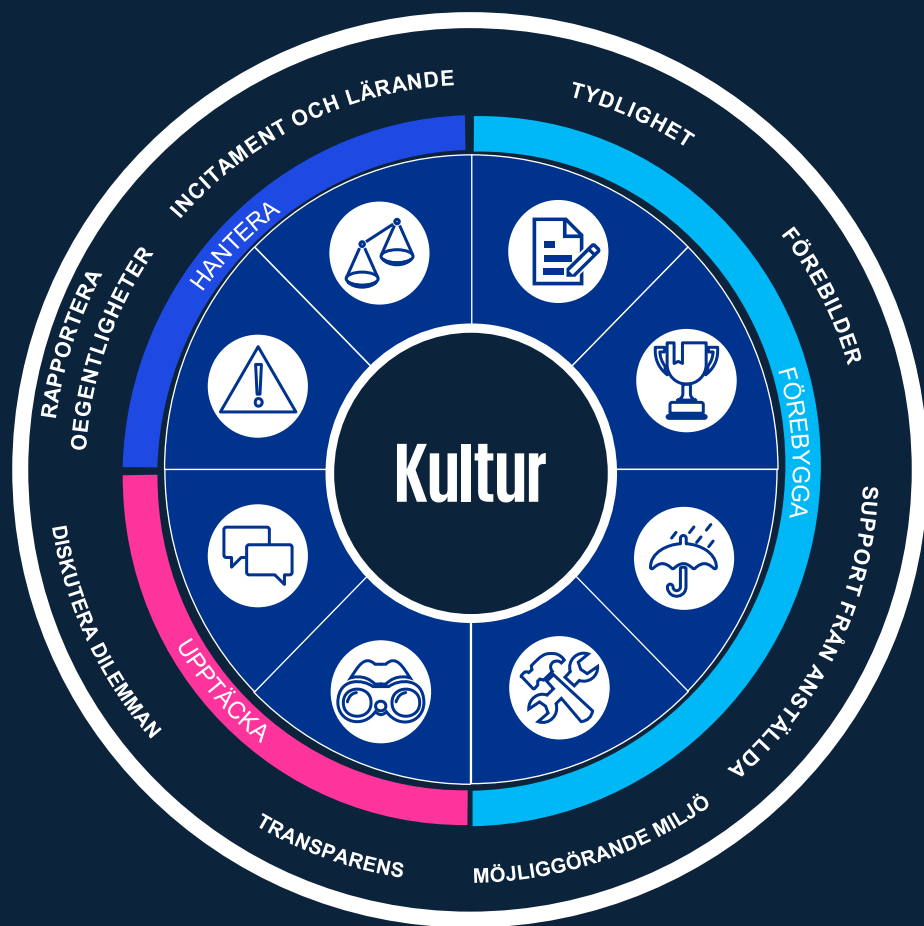 TYDLIGHET
FÖREBILDER
SUPPORT FRÅN ANSTÄLLDA
MÖJLIGGÖRANDE MILJÖ
TRANSPARENS
DISKUTERA DILEMMAN
RAPPORTERA
OEGENTLIGHETER
INCITAMENT OCH LÄRANDE
FÖREBYGGA
UPPTÄCKA
HANTERA
Kultur